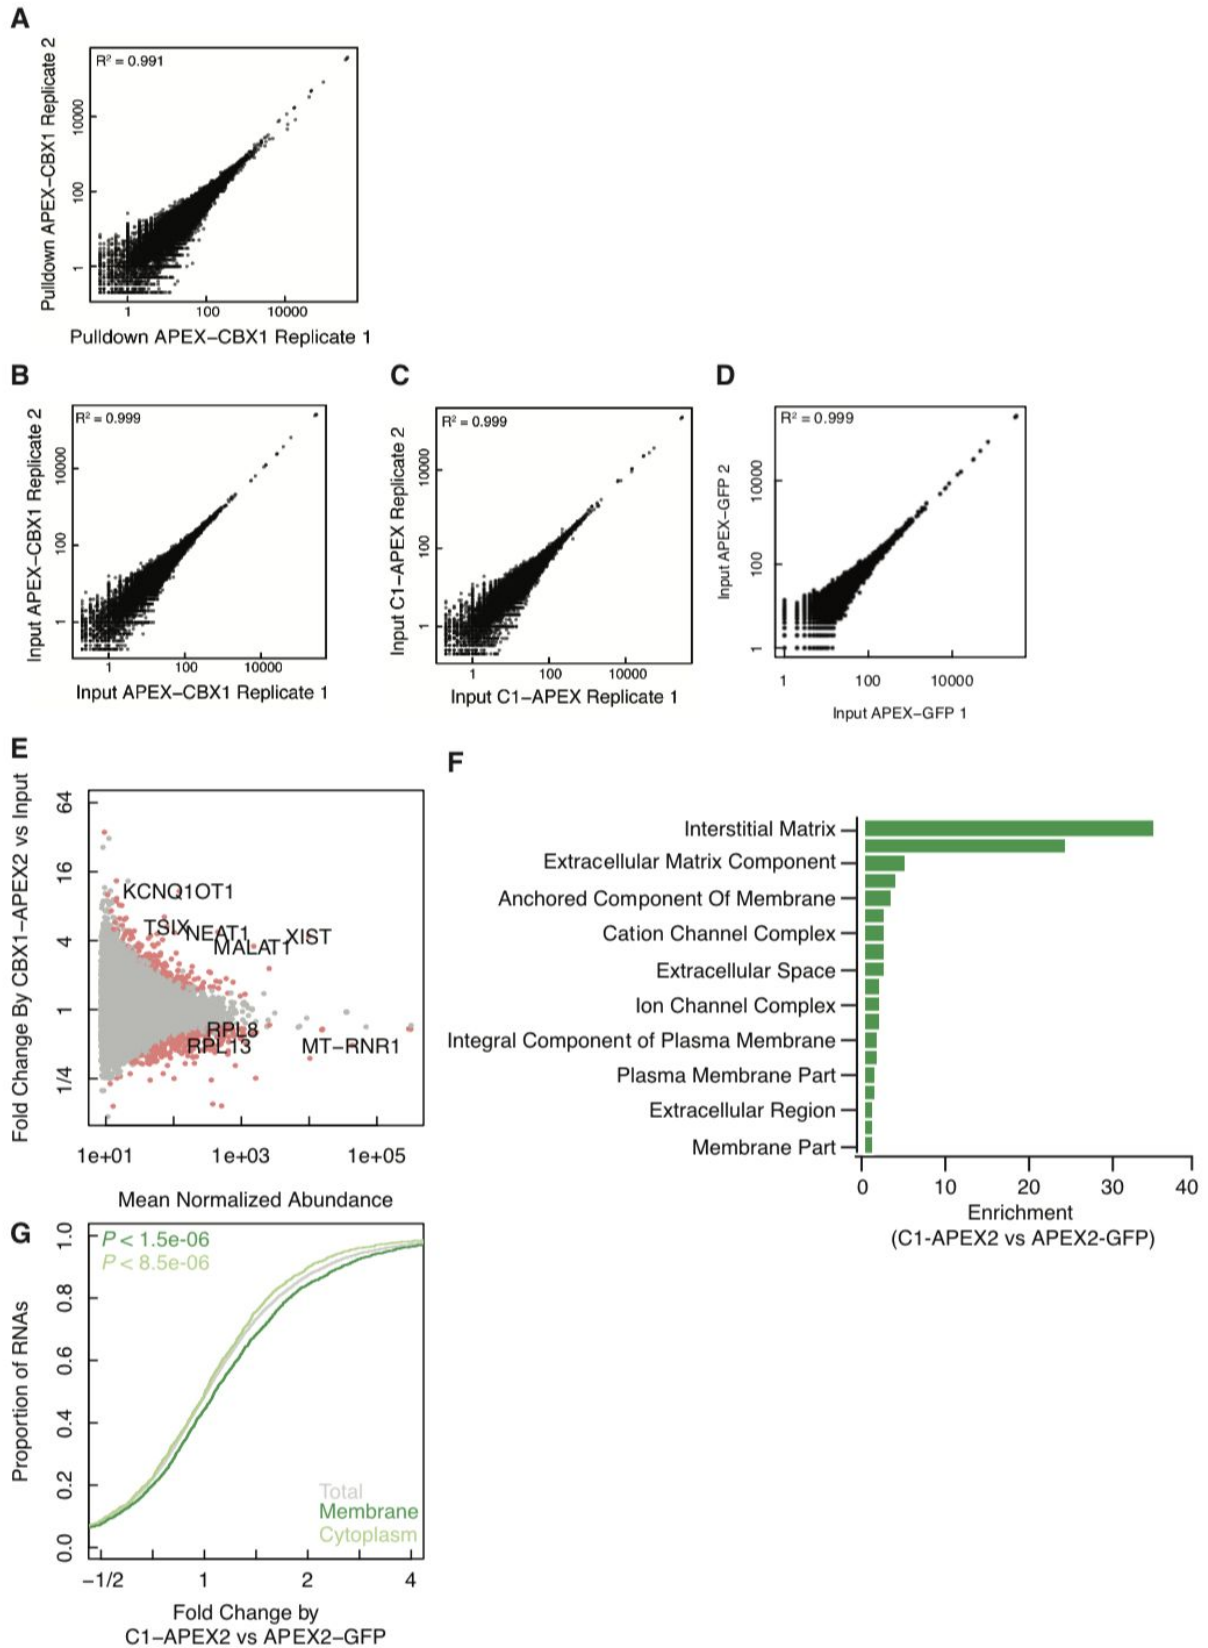 A
R² = 0.991
Pulldown APEX–CBX1 Replicate 2
10000
100
1
1
100
10000
Pulldown APEX–CBX1 Replicate 1
B
R² = 0.999
Input APEX–CBX1 Replicate 2
10000
100
1
1
100
10000
Input APEX–CBX1 Replicate 1
C
R² = 0.999
Input C1–APEX Replicate 2
10000
100
1
1
100
10000
Input C1–APEX Replicate 1
D
R² = 0.999
Input APEX–GFP 2
10000
100
1
1
100
10000
Input APEX–GFP 1
E
Fold Change By CBX1–APEX2 vs Input
64
16
4
1
1/4
KCNQ1OT1
TSIX
NEAT1
MALAT1
XIST
RPL8
RPL13
MT–RNR1
1e+01
1e+03
1e+05
Mean Normalized Abundance
F
Interstitial Matrix
Extracellular Matrix Component
Anchored Component Of Membrane
Cation Channel Complex
Extracellular Space
Ion Channel Complex
Integral Component of Plasma Membrane
Plasma Membrane Part
Extracellular Region
Membrane Part
0
10
20
30
40
Enrichment
(C1-APEX2 vs APEX2-GFP)
G
P < 1.5e-06
P < 8.5e-06
Proportion of RNAs
1.0
0.8
0.6
0.4
0.2
0.0
Total
Membrane
Cytoplasm
–1/2
1
2
4
Fold Change by
C1–APEX2 vs APEX2–GFP